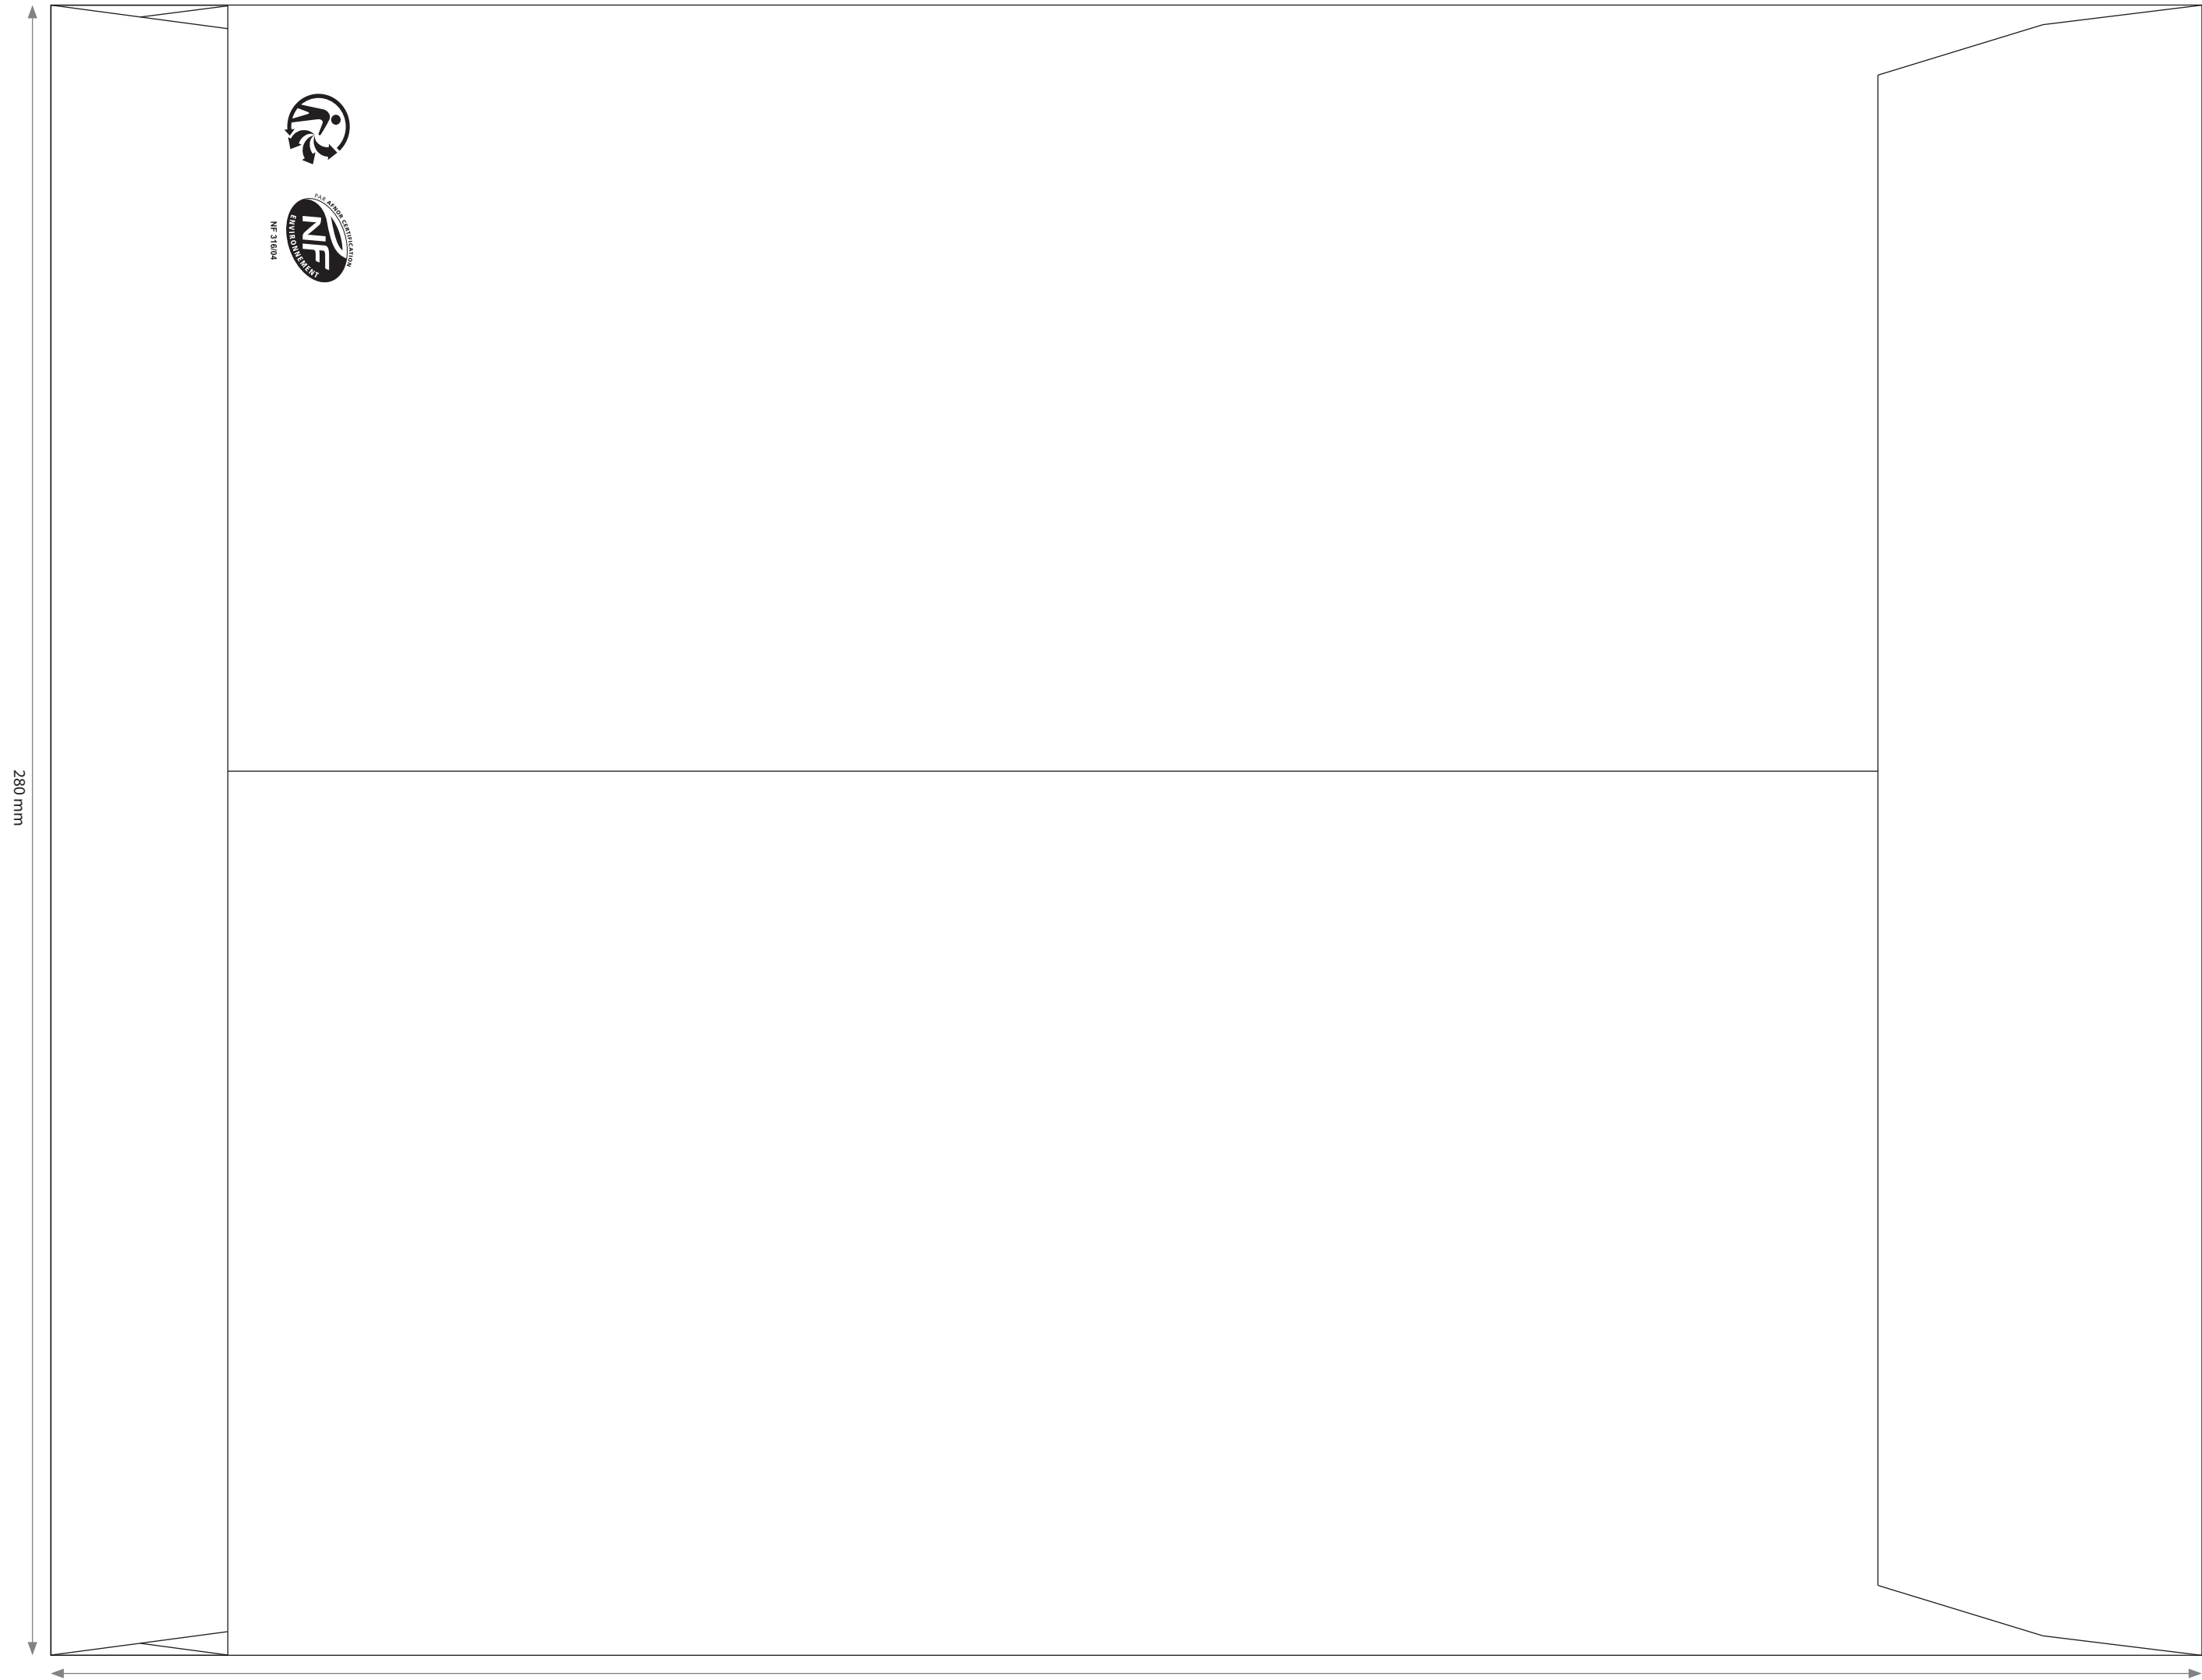 PAR AFNOR CERTIFICATION
NF
ENVIRONNEMENT
NF 316/04
280 mm